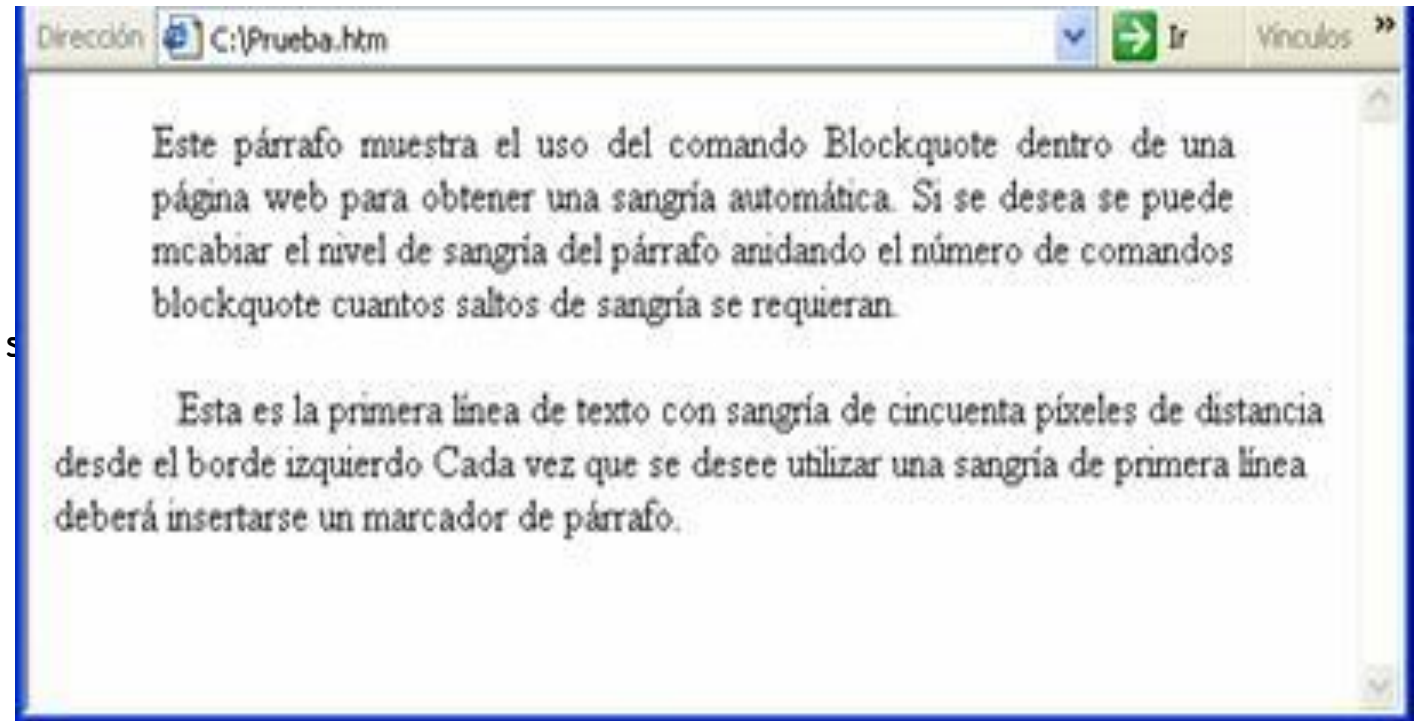 Dirección C:\Prueba.htm Ir Vínculos »
Este párrafo muestra el uso del comando Blockquote dentro de una
página web para obtener una sangría automática. Si se desea se puede
mcabiar el nivel de sangría del párrafo anidando el número de comandos
blockquote cuantos saltos de sangría se requieran.
s
Esta es la primera línea de texto con sangría de cincuenta píxeles de distancia
desde el borde izquierdo Cada vez que se desee utilizar una sangría de primera línea
deberá insertarse un marcador de párrafo.